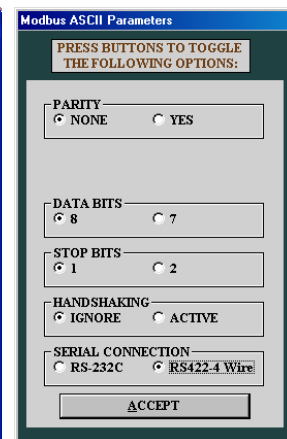 Modbus ASCII Parameters
PRESS BUTTONS TO TOGGLE
THE FOLLOWING OPTIONS:
PARITY
NONE YES
DATA BITS
8 7
STOP BITS
1 2
HANDSHAKING
IGNORE ACTIVE
SERIAL CONNECTION
RS-232C RS422-4 Wire
ACCEPT